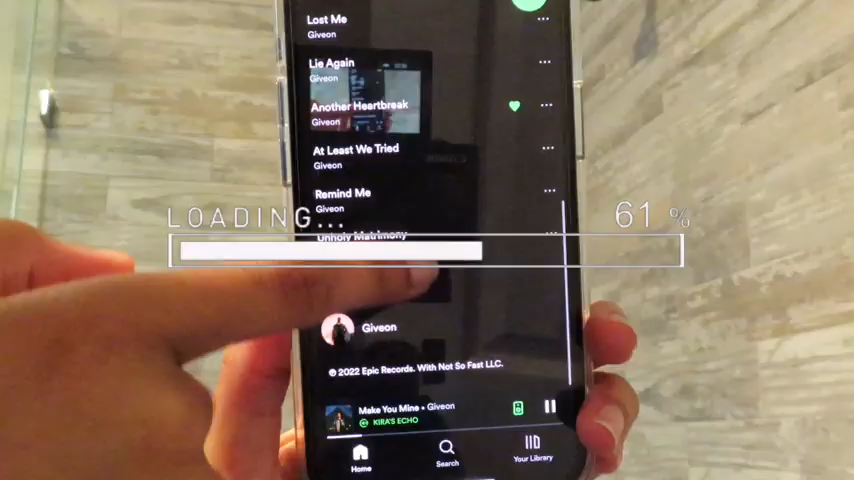 Lost Me
Giveon
Lie Again
Giveon
Another Heartbreak
Giveon
At Least We Tried
Giveon
Remind Me
Giveon
LOADING... 61 %
Unholy Matrimony
Giveon
℗ 2022 Epic Records. With Not So Fast LLC.
Make You Mine • Giveon
KIRA'S ECHO
Home
Search
Your Library